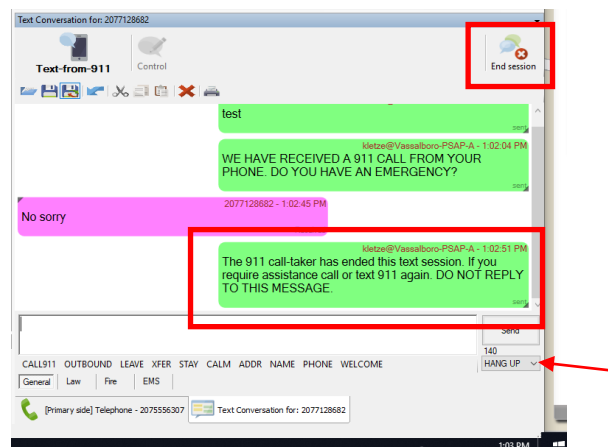 Text Conversation for: 2077128682
Text-from-911 Control End session
test
sent
kletze@Vassalboro-PSAP-A - 1:02:04 PM
WE HAVE RECEIVED A 911 CALL FROM YOUR
PHONE. DO YOU HAVE AN EMERGENCY?
sent
2077128682 - 1:02:45 PM
No sorry
kletze@Vassalboro-PSAP-A - 1:02:51 PM
The 911 call-taker has ended this text session. If you
require assistance call or text 911 again. DO NOT REPLY
TO THIS MESSAGE.
sent
Send
140
CALL911 OUTBOUND LEAVE XFER STAY CALM ADDR NAME PHONE WELCOME HANG UP
General Law Fire EMS
[Primary side] Telephone - 2075556307 Text Conversation for: 2077128682
1:03 PM